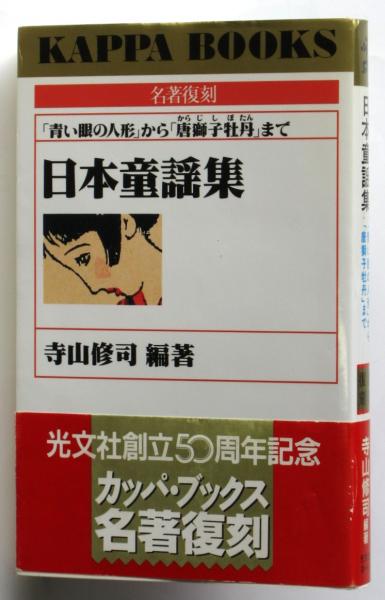 KAPPA BOOKS
名著復刻
「青い眼の人形」から「唐獅子牡丹」まで
からじしぼたん
日本童謡集
寺山修司 編著
光文社創立50周年記念
カッパ・ブックス
名著復刻
日本童謡集
寺山修司 編著